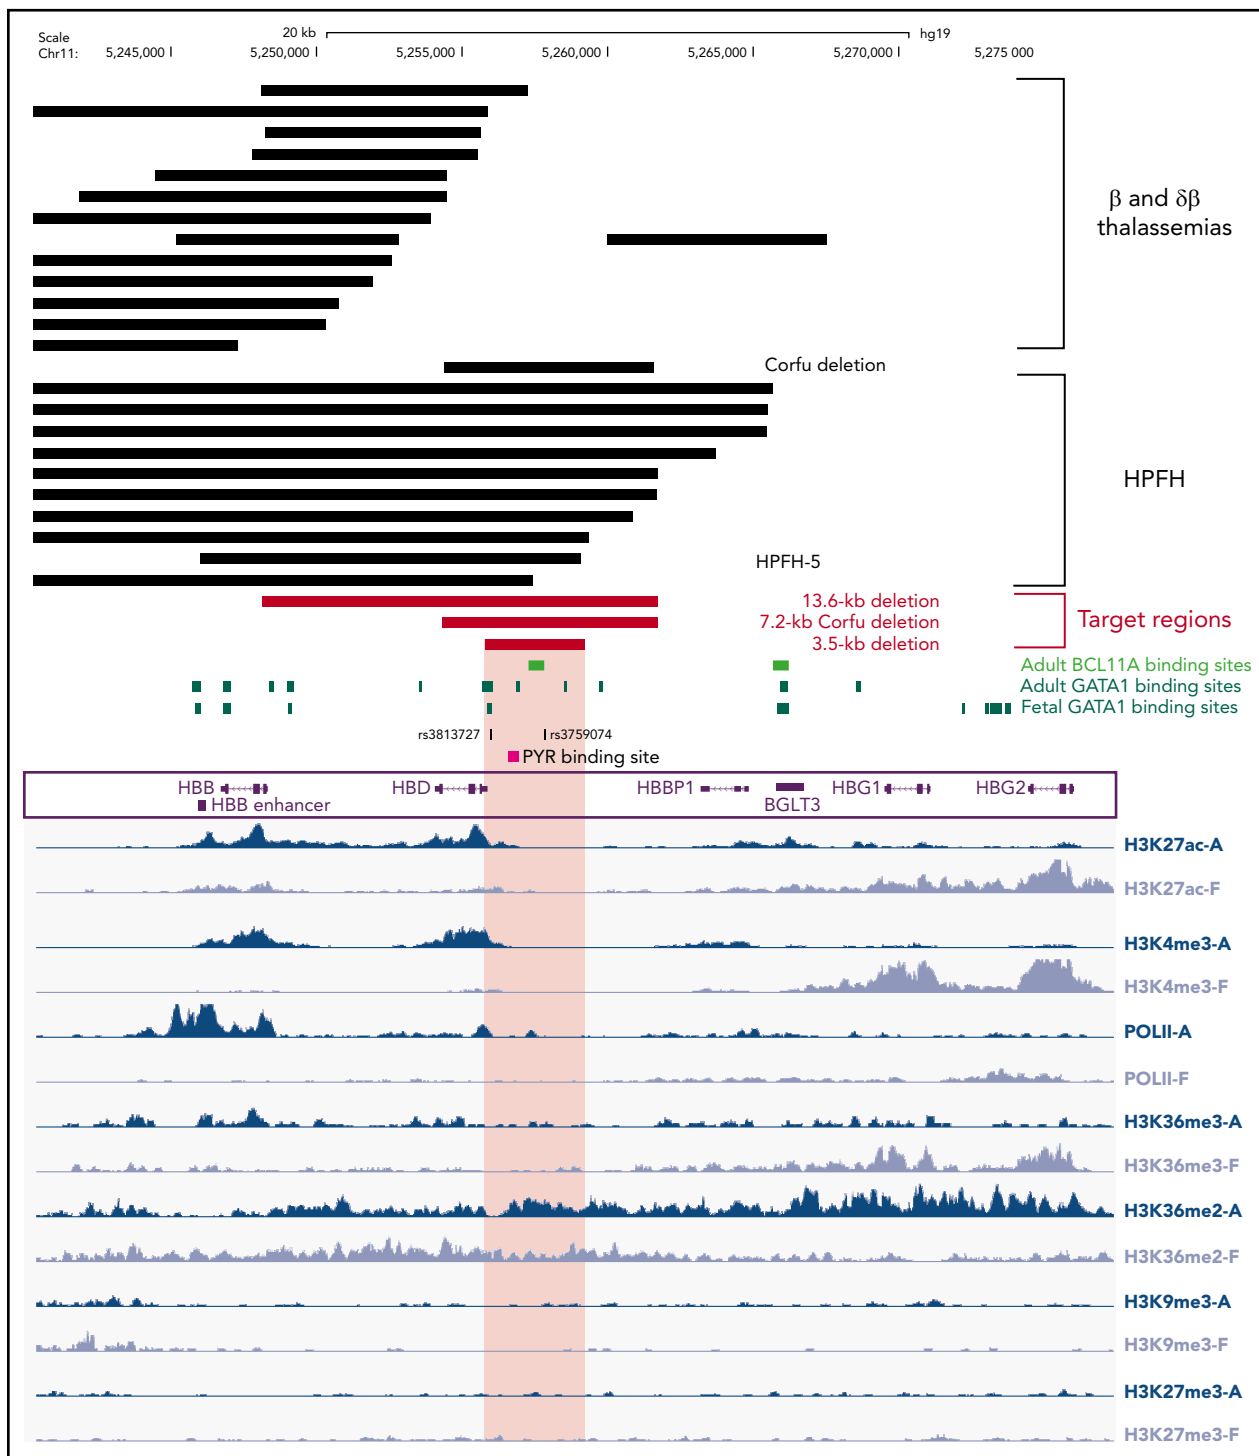 Scale 20 kb hg19
Chr11: 5,245,000 5,250,000 5,255,000 5,260,000 5,265,000 5,270,000 5,275 000
β and δβ
thalassemias
Corfu deletion
HPFH
HPFH-5
13.6-kb deletion
7.2-kb Corfu deletion
3.5-kb deletion
Target regions
Adult BCL11A binding sites
Adult GATA1 binding sites
Fetal GATA1 binding sites
rs3813727 rs3759074
PYR binding site
HBB HBD HBBP1 HBG1 HBG2
HBB enhancer BGLT3
H3K27ac-A
H3K27ac-F
H3K4me3-A
H3K4me3-F
POLII-A
POLII-F
H3K36me3-A
H3K36me3-F
H3K36me2-A
H3K36me2-F
H3K9me3-A
H3K9me3-F
H3K27me3-A
H3K27me3-F